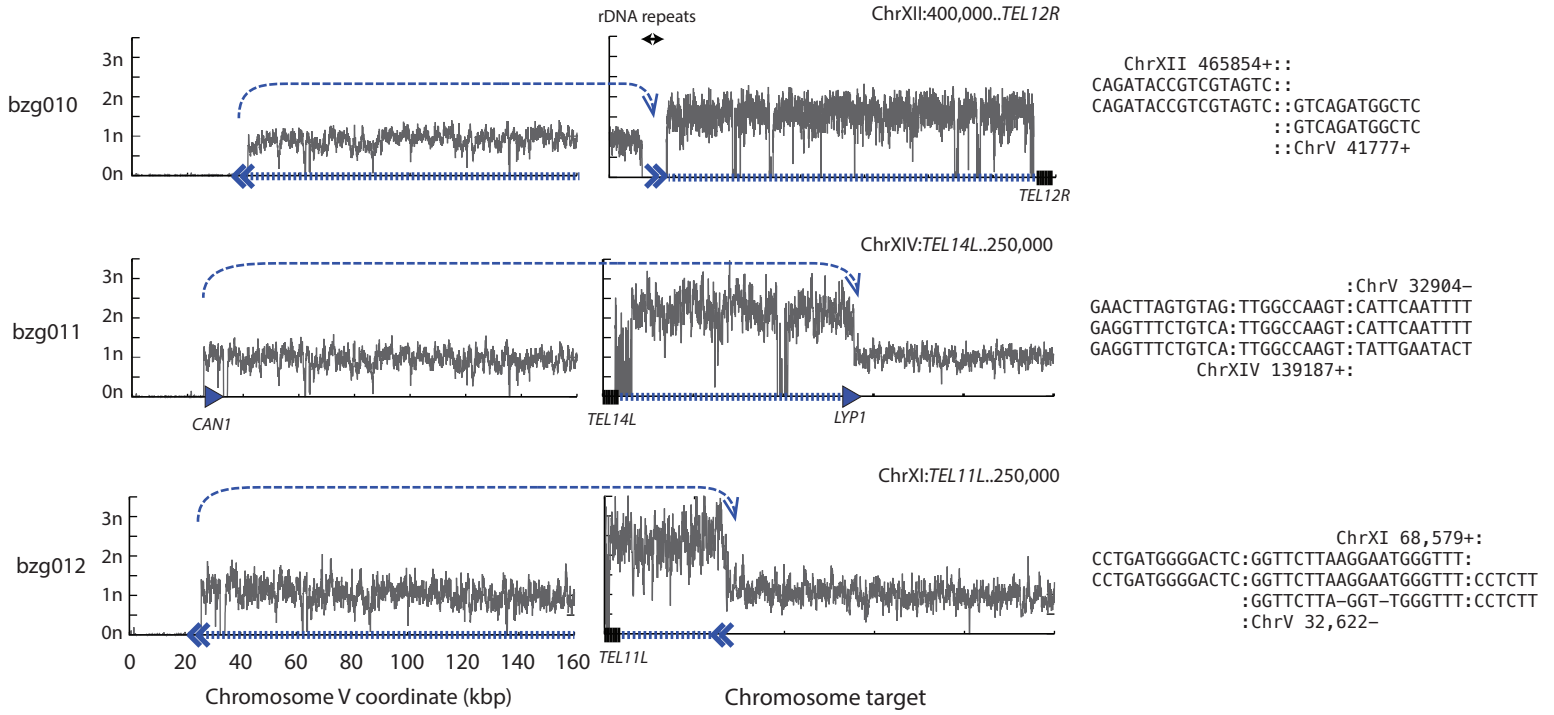 rDNA repeats
ChrXII:400,000..TEL12R
bzg010
3n
2n
1n
0n
TEL12R
ChrXII 465854+::
CAGATACCGTCGTAGTC::
CAGATACCGTCGTAGTC::GTCAGATGGCTC
::GTCAGATGGCTC
::ChrV 41777+
ChrXIV:TEL14L..250,000
bzg011
3n
2n
1n
0n
CAN1
TEL14L
LYP1
:ChrV 32904–
GAACTTAGTGTAG:TTGGCCAAGT:CATTCAATTTT
GAGGTTTCTGTCA:TTGGCCAAGT:CATTCAATTTT
GAGGTTTCTGTCA:TTGGCCAAGT:TATTGAATACT
ChrXIV 139187+:
ChrXI:TEL11L..250,000
bzg012
3n
2n
1n
0n
0 20 40 60 80 100 120 140 160
TEL11L
Chromosome V coordinate (kbp)
Chromosome target
ChrXI 68,579+:
CCTGATGGGGACTC:GGTTCTTAAGGAATGGGTTT:
CCTGATGGGGACTC:GGTTCTTAAGGAATGGGTTT:CCTCTT
:GGTTCTTA–GGT–TGGGTTT:CCTCTT
:ChrV 32,622–